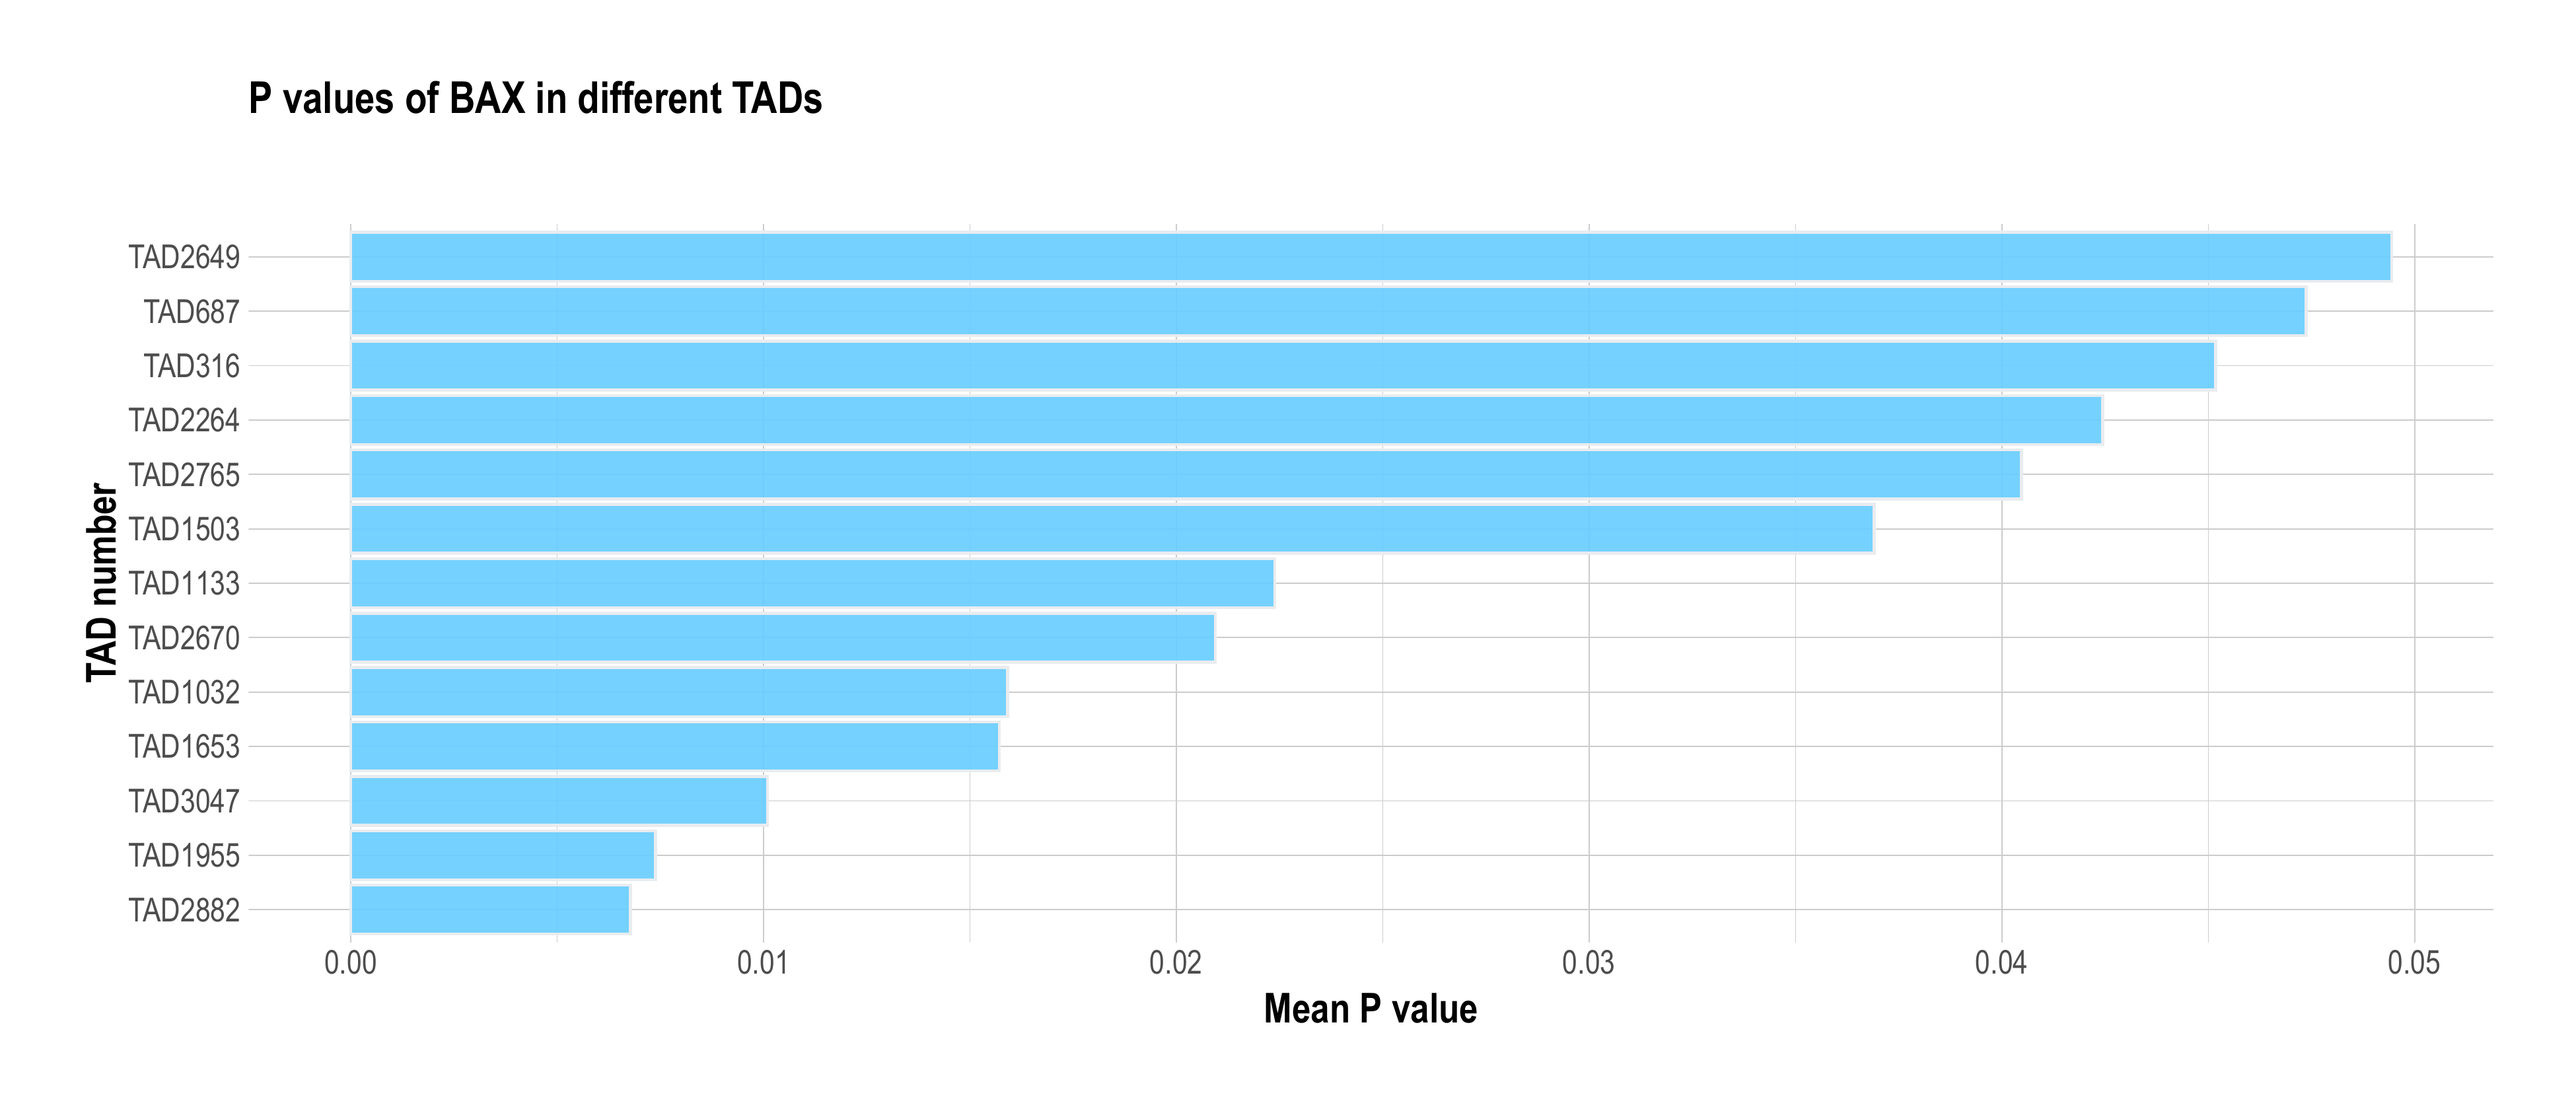 P values of BAX in different TADs
TAD number
TAD2649
TAD687
TAD316
TAD2264
TAD2765
TAD1503
TAD1133
TAD2670
TAD1032
TAD1653
TAD3047
TAD1955
TAD2882
0.00 0.01 0.02 0.03 0.04 0.05
Mean P value